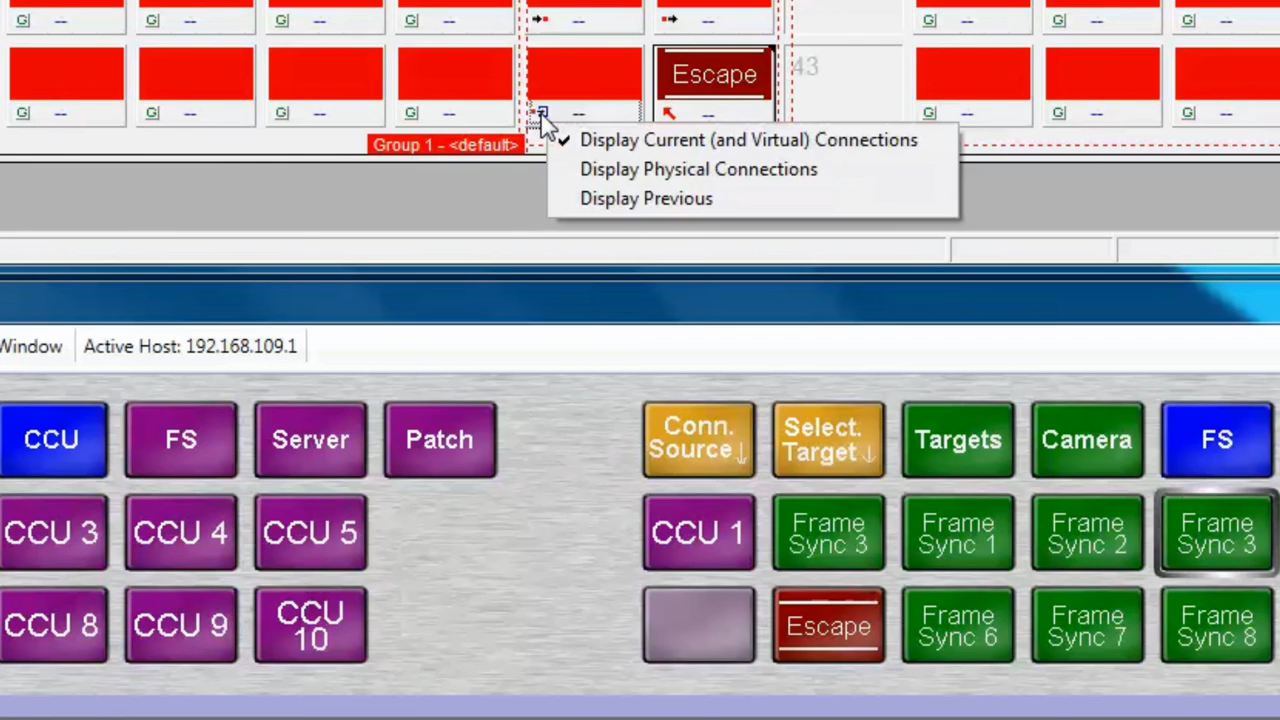 G -- G -- G -- G -- -- -- G -- G -- G --
Escape 43
G -- G -- G -- G -- -- -- G -- G -- G --
Group 1 - <default>
✓ Display Current (and Virtual) Connections
Display Physical Connections
Display Previous
Window Active Host: 192.168.109.1
CCU FS Server Patch
Conn. Source↓ Select. Target↓ Targets Camera FS
CCU 3 CCU 4 CCU 5
CCU 1 Frame Sync 3 Frame Sync 1 Frame Sync 2 Frame Sync 3
CCU 8 CCU 9 CCU 10
Escape Frame Sync 6 Frame Sync 7 Frame Sync 8